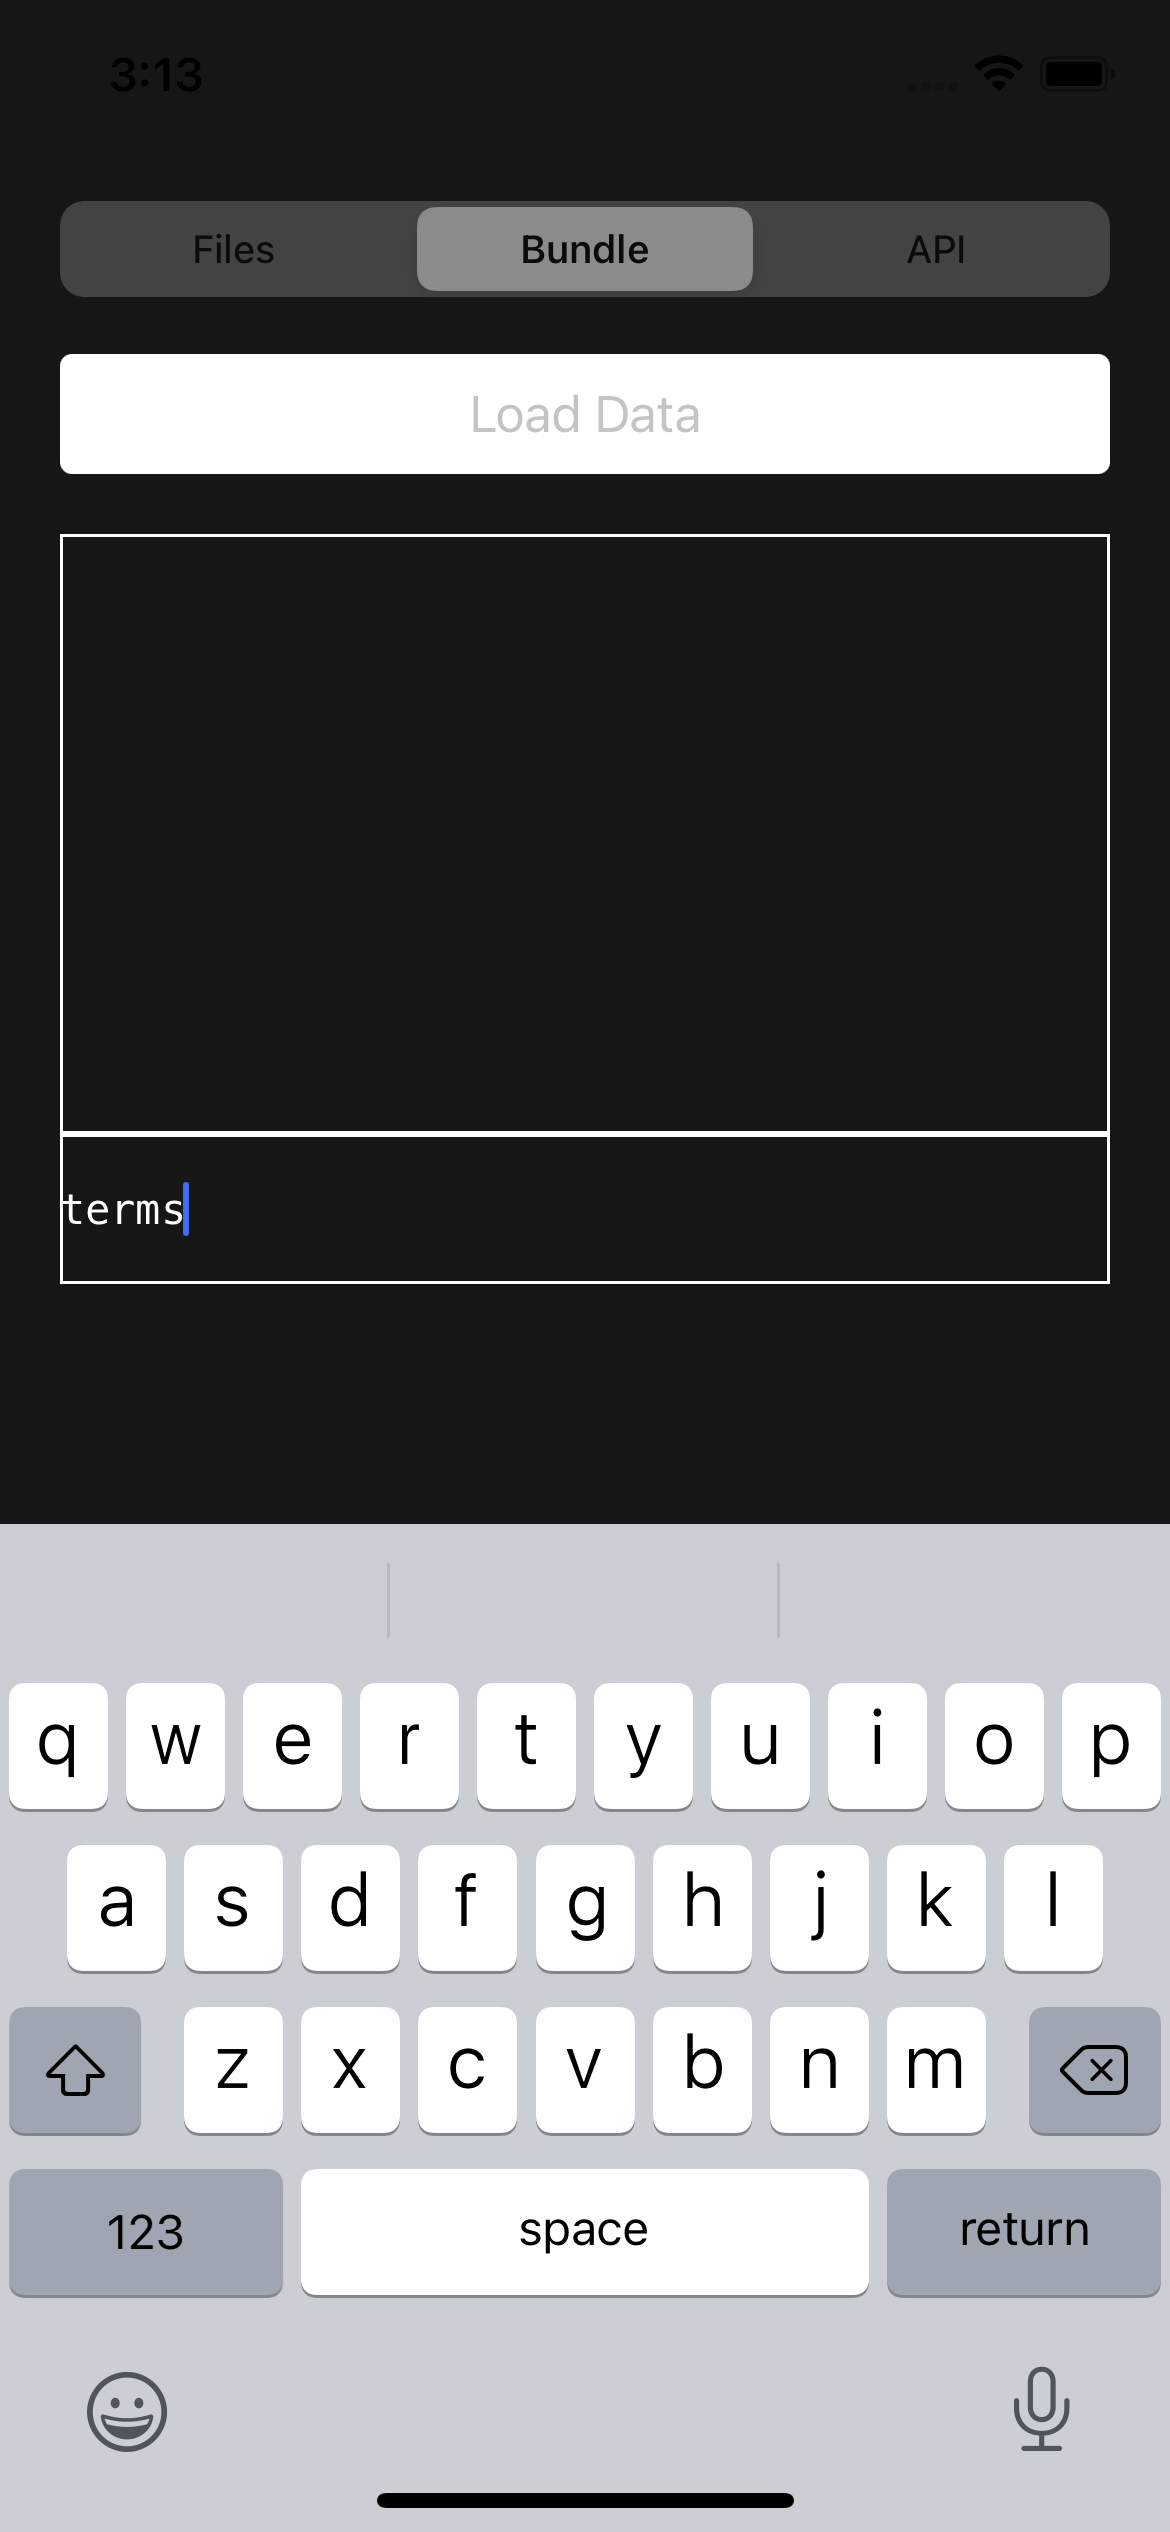 3:13
Files Bundle API
Load Data
terms
q w e r t y u i o p
a s d f g h j k l
z x c v b n m
123 space return